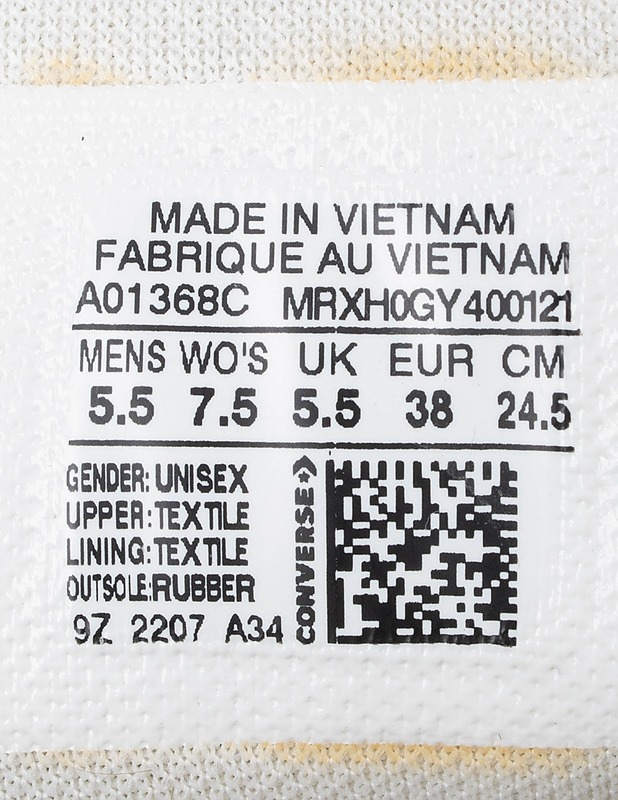 MADE IN VIETNAM
FABRIQUE AU VIETNAM
A01368C MRXH0GY400121
MENS WO'S UK EUR CM
5.5 7.5 5.5 38 24.5
GENDER: UNISEX
UPPER: TEXTILE
LINING: TEXTILE
OUTSOLE: RUBBER
9Z 2207 A34
CONVERSE